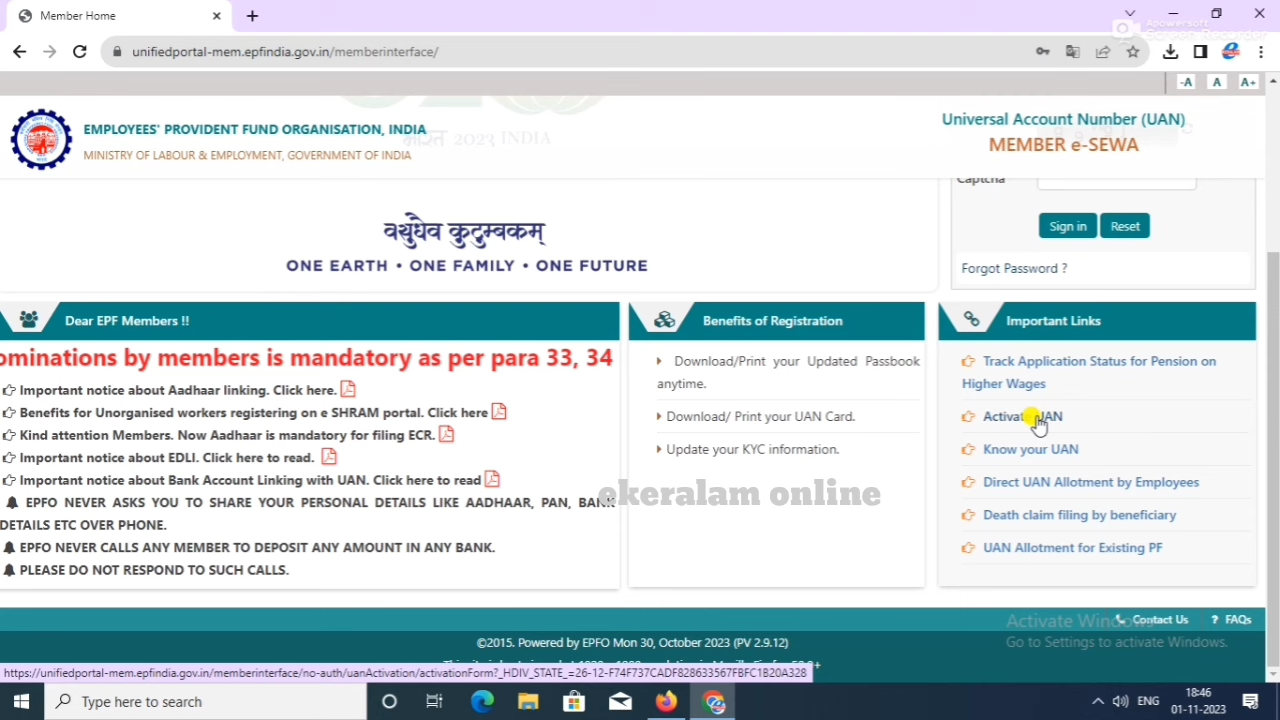 Member Home
Apowersoft
Screen Recorder
unifiedportal-mem.epfindia.gov.in/memberinterface/
-A A A+
EMPLOYEES' PROVIDENT FUND ORGANISATION, INDIA
MINISTRY OF LABOUR & EMPLOYMENT, GOVERNMENT OF INDIA
भारत 2023 INDIA
Universal Account Number (UAN)
MEMBER e-SEWA
Captcha
वसुधैव कुटुम्बकम्
ONE EARTH • ONE FAMILY • ONE FUTURE
Sign in Reset
Forgot Password ?
Dear EPF Members !!
ominations by members is mandatory as per para 33, 34
Important notice about Aadhaar linking. Click here.
Benefits for Unorganised workers registering on e SHRAM portal. Click here
Kind attention Members. Now Aadhaar is mandatory for filing ECR.
Important notice about EDLI. Click here to read.
Important notice about Bank Account Linking with UAN. Click here to read
EPFO NEVER ASKS YOU TO SHARE YOUR PERSONAL DETAILS LIKE AADHAAR, PAN, BANK
DETAILS ETC OVER PHONE.
EPFO NEVER CALLS ANY MEMBER TO DEPOSIT ANY AMOUNT IN ANY BANK.
PLEASE DO NOT RESPOND TO SUCH CALLS.
Benefits of Registration
Download/Print your Updated Passbook
anytime.
Download/ Print your UAN Card.
Update your KYC information.
ekeralam online
Important Links
Track Application Status for Pension on
Higher Wages
Activate UAN
Know your UAN
Direct UAN Allotment by Employees
Death claim filing by beneficiary
UAN Allotment for Existing PF
Activate Windows
Go to Settings to activate Windows.
Contact Us ? FAQs
©2015. Powered by EPFO Mon 30, October 2023 (PV 2.9.12)
https://unifiedportal-mem.epfindia.gov.in/memberinterface/no-auth/uanActivation/activationForm?_HDIV_STATE_=26-12-F74F737CADF828633567FBFC1B20A328
Type here to search
ENG
18:46
01-11-2023